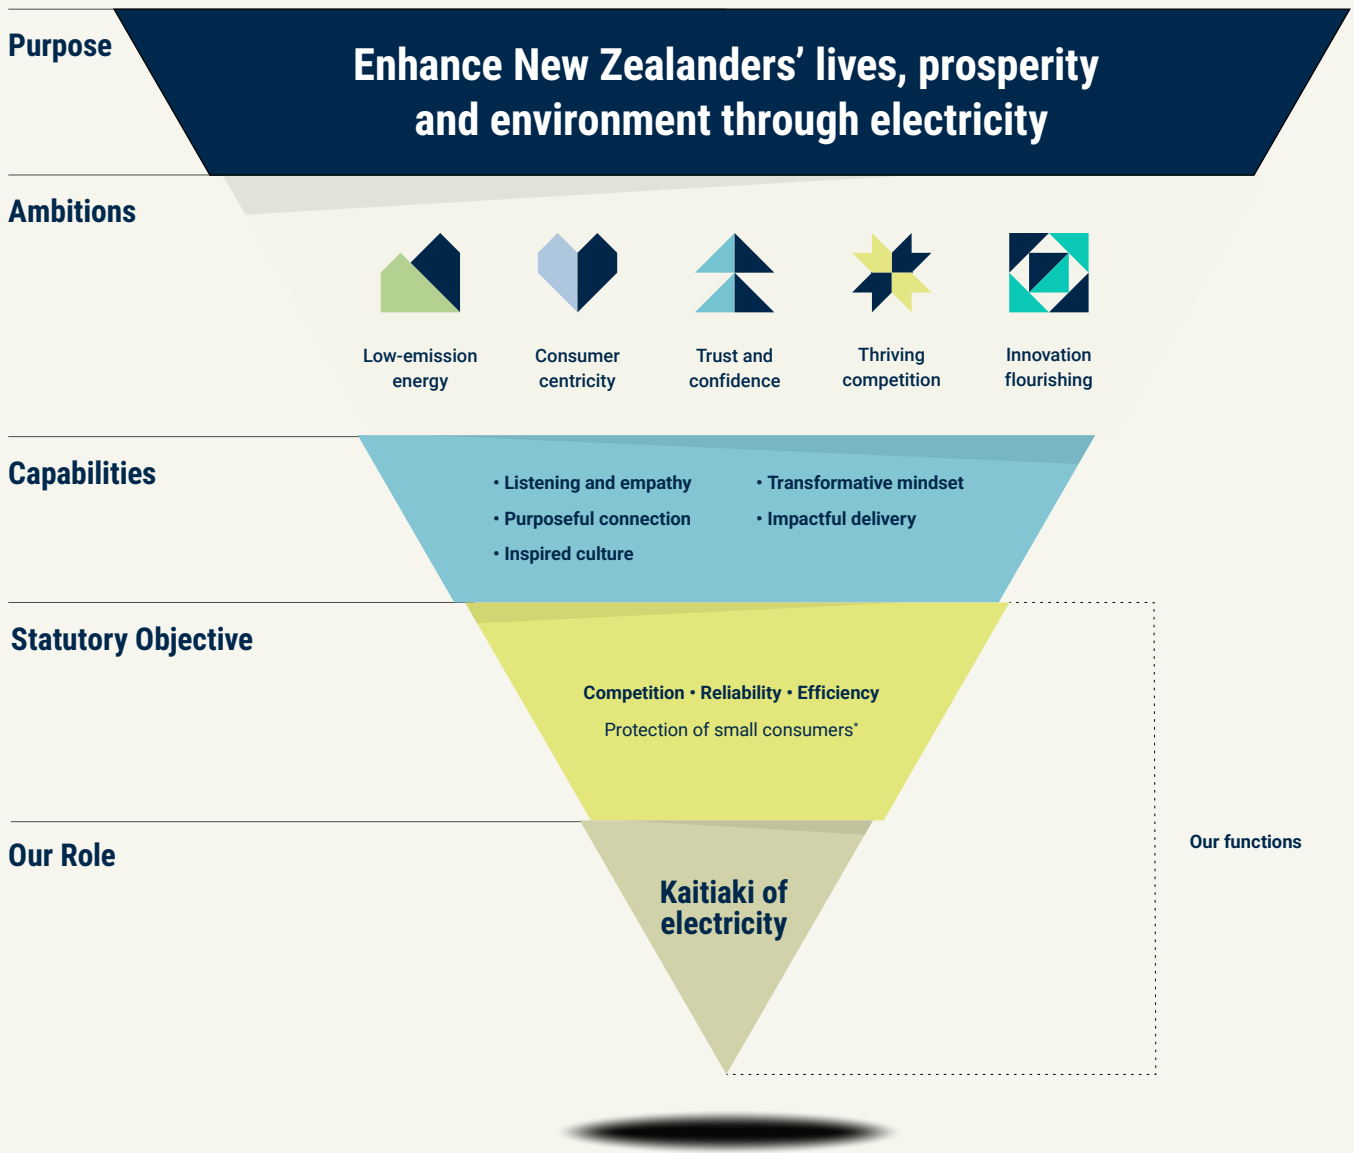 Purpose
Enhance New Zealanders’ lives, prosperity
and environment through electricity
Ambitions
Low-emission
energy
Consumer
centricity
Trust and
confidence
Thriving
competition
Innovation
flourishing
Capabilities
• Listening and empathy
• Purposeful connection
• Inspired culture
• Transformative mindset
• Impactful delivery
Statutory Objective
Competition • Reliability • Efficiency
Protection of small consumers*
Our Role
Kaitiaki of
electricity
Our functions